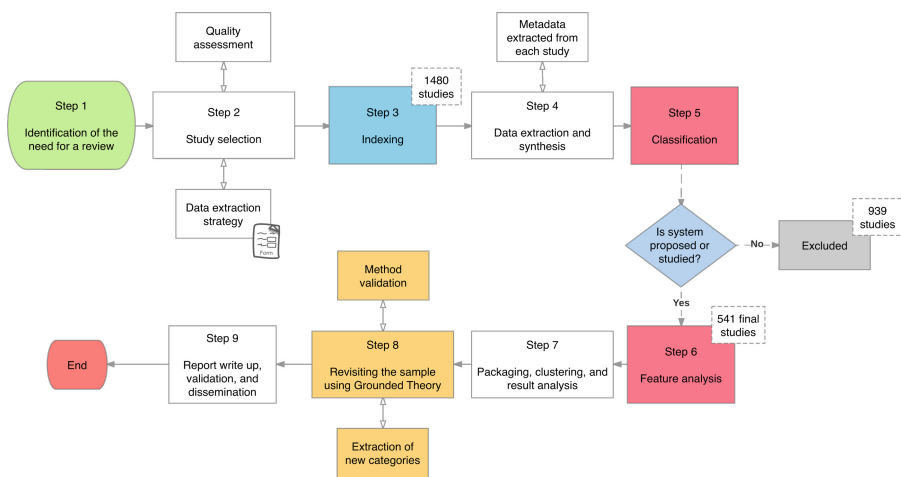 Quality
assessment
Metadata
extracted from
each study
1480
studies
Step 1
Identification of the
need for a review
Step 2
Study selection
Step 3
Indexing
Step 4
Data extraction and
synthesis
Step 5
Classification
Data extraction
strategy
Form
Is system
proposed or
studied?
No
Excluded
939
studies
Yes
541 final
studies
Method
validation
End
Step 9
Report write up,
validation, and
dissemination
Step 8
Revisiting the sample
using Grounded Theory
Step 7
Packaging, clustering, and
result analysis
Step 6
Feature analysis
Extraction of
new categories